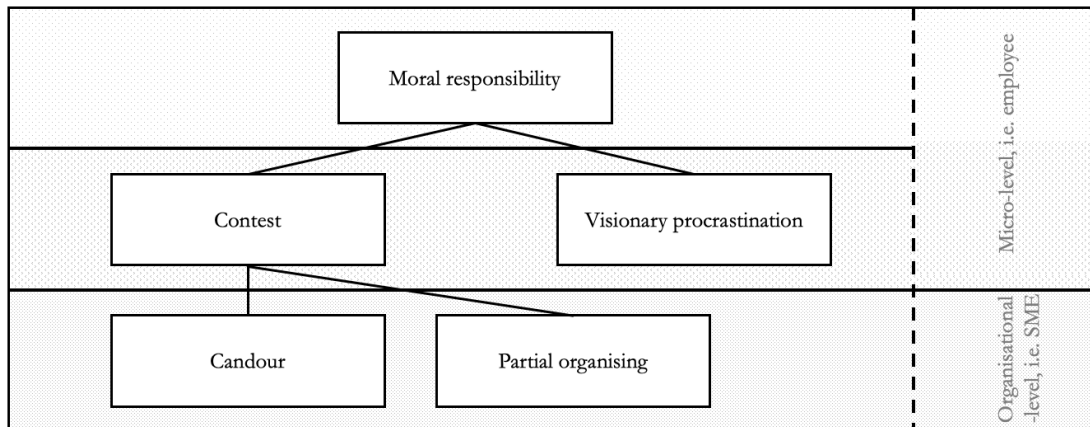 Moral responsibility
Contest
Visionary procrastination
Candour
Partial organising
Micro-level, i.e. employee
Organisational
-level, i.e. SME